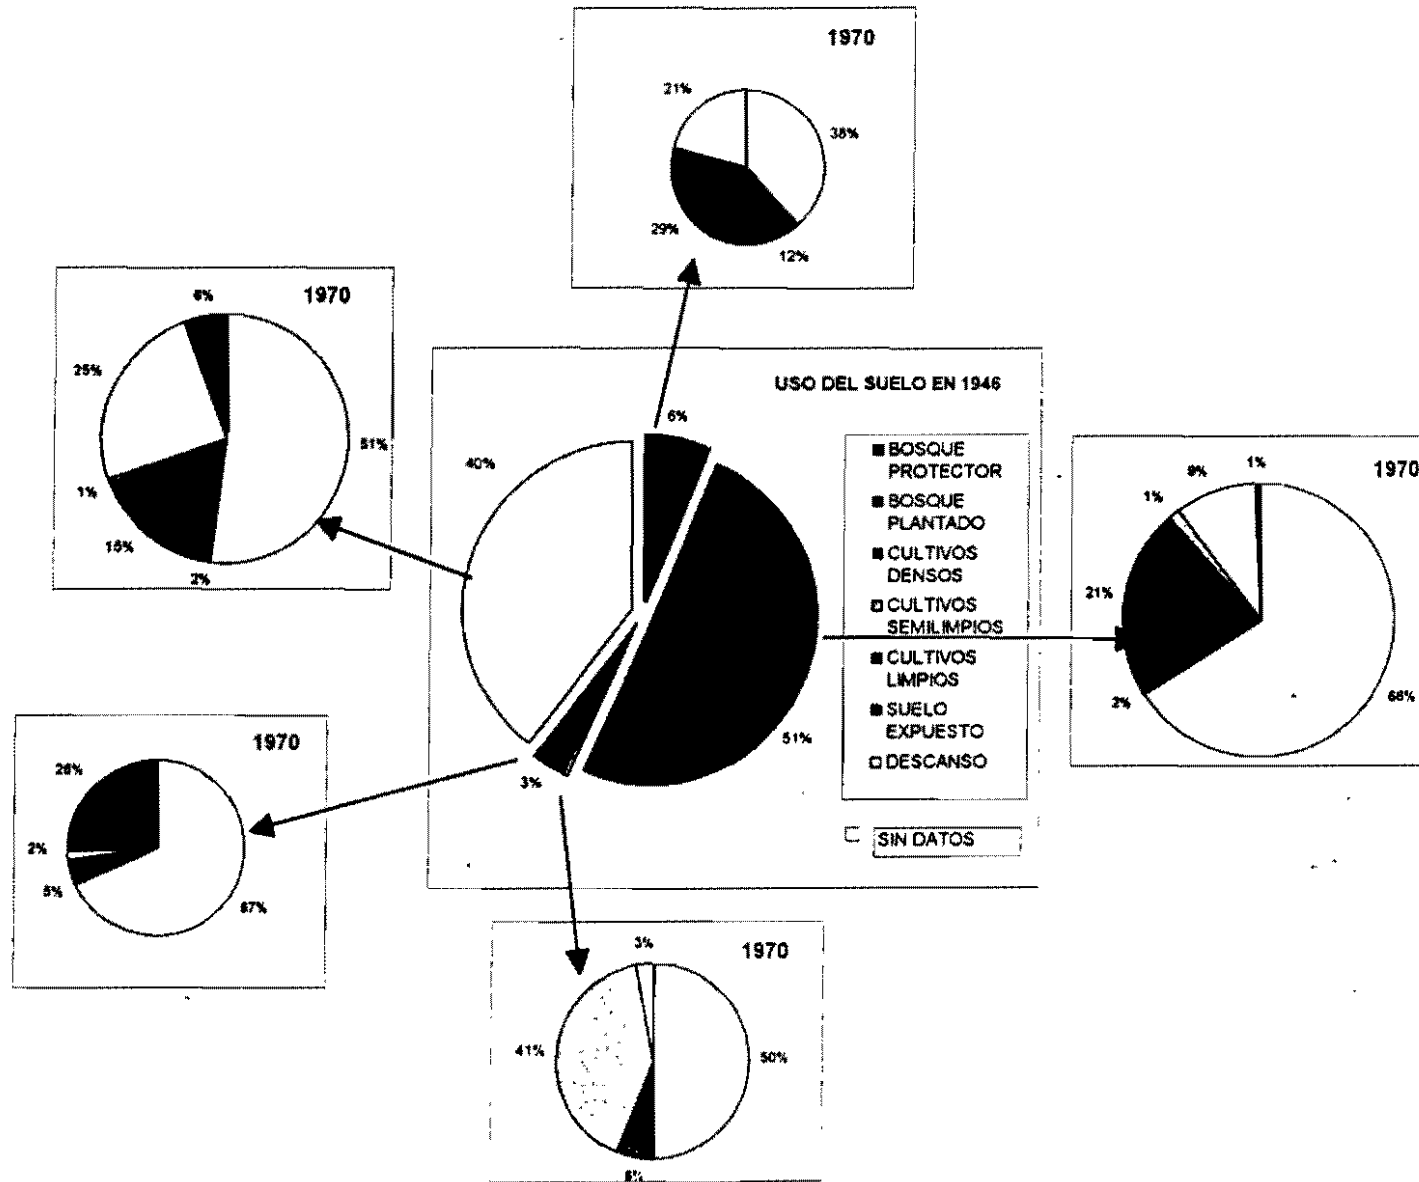 1970
21%
38%
29%
12%
1970
6%
25%
51%
1%
15%
2%
USO DEL SUELO EN 1946
6%
40%
51%
3%
BOSQUE
PROTECTOR
BOSQUE
PLANTADO
CULTIVOS
DENSOS
CULTIVOS
SEMILIMPIOS
CULTIVOS
LIMPIOS
SUELO
EXPUESTO
DESCANSO
SIN DATOS
1970
1%
9%
1%
21%
2%
66%
1970
26%
2%
5%
67%
1970
3%
41%
50%
6%